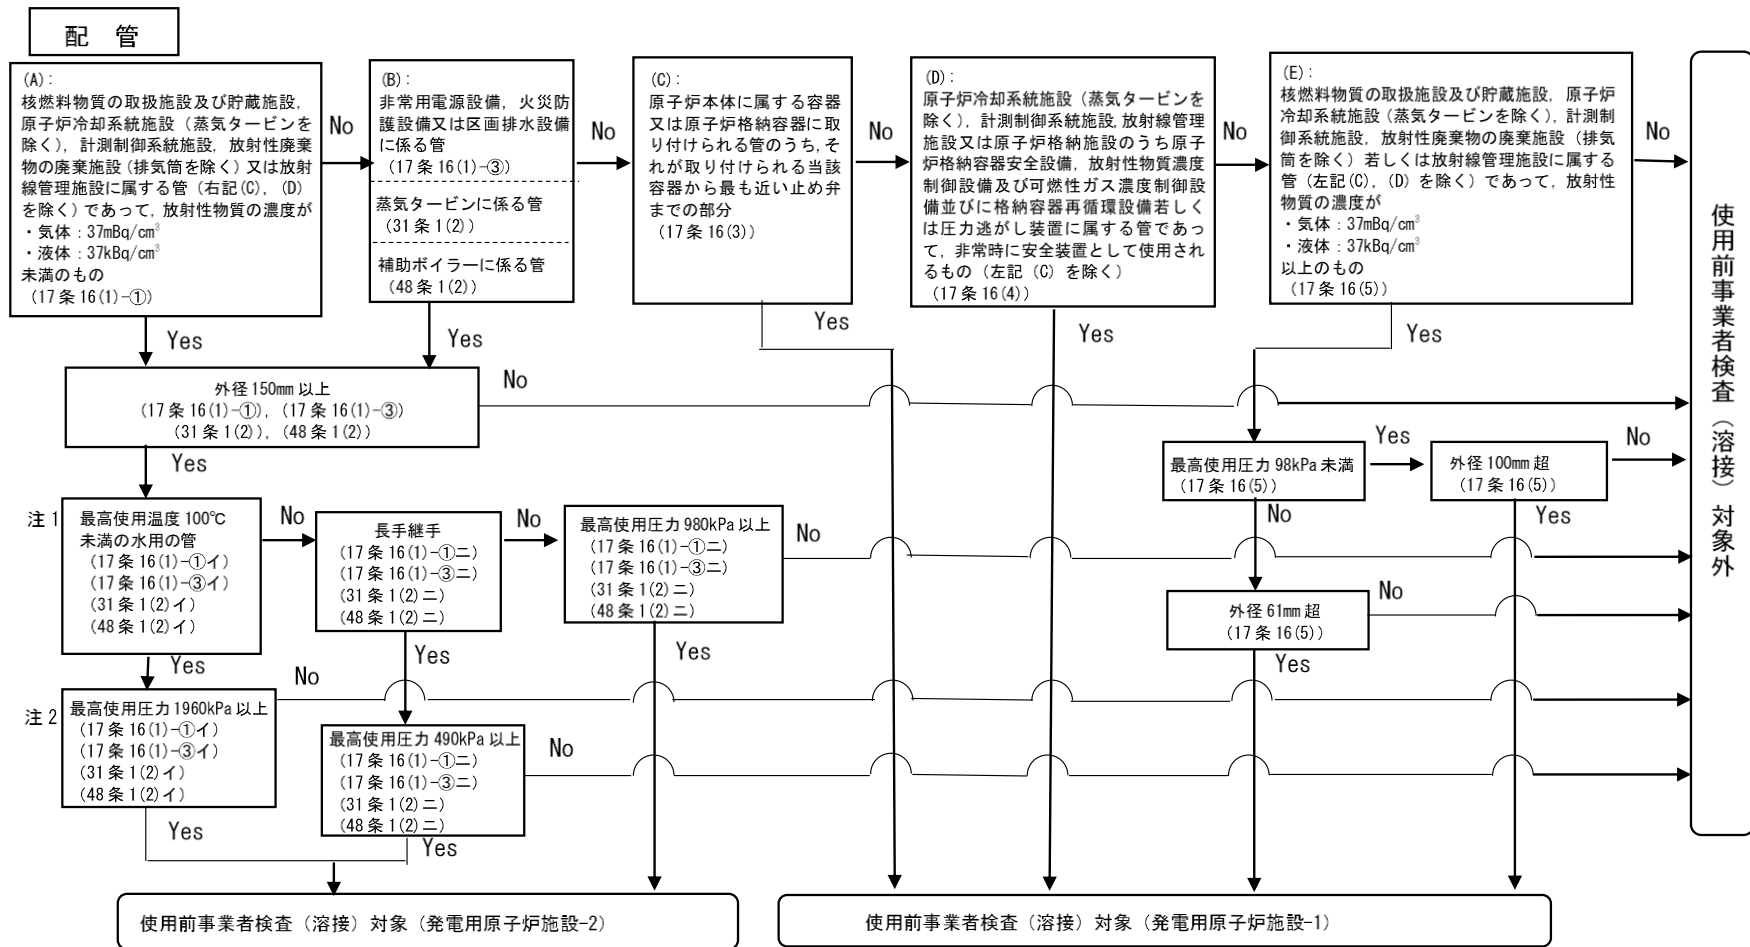 配 管
(A):
核燃料物質の取扱施設及び貯蔵施設，
原子炉冷却系統施設（蒸気タービンを
除く），計測制御系統施設，放射性廃棄
物の廃棄施設（排気筒を除く）又は放射
線管理施設に属する管（右記(C)，(D)
を除く）であって，放射性物質の濃度が
・気体：37mBq/cm³
・液体：37kBq/cm³
未満のもの
（17条16(1)-①）
No
(B):
非常用電源設備，火災防
護設備又は区画排水設備
に係る管
（17条16(1)-③）
蒸気タービンに係る管
（31条1(2)）
補助ボイラーに係る管
（48条1(2)）
No
(C):
原子炉本体に属する容器
又は原子炉格納容器に取
り付けられる管のうち，そ
れが取り付けられる当該
容器から最も近い止め弁
までの部分
（17条16(3)）
No
(D):
原子炉冷却系統施設（蒸気タービンを
除く），計測制御系統施設，放射線管理
施設又は原子炉格納施設のうち原子
炉格納容器安全設備，放射性物質濃度
制御設備及び可燃性ガス濃度制御設
備並びに格納容器再循環設備若しく
は圧力逃がし装置に属する管であっ
て，非常時に安全装置として使用され
るもの（左記（C）を除く）
（17条16(4)）
No
(E):
核燃料物質の取扱施設及び貯蔵施設，原子炉
冷却系統施設（蒸気タービンを除く），計測制
御系統施設，放射性廃棄物の廃棄施設（排気
筒を除く）若しくは放射線管理施設に属する
管（左記(C)，(D)を除く）であって，放射性
物質の濃度が
・気体：37mBq/cm³
・液体：37kBq/cm³
以上のもの
（17条16(5)）
No
使用前事業者検査（溶接）対象外
Yes
Yes
Yes
Yes
Yes
外径150mm以上
（17条16(1)-①），（17条16(1)-③）
（31条1(2)），（48条1(2)）
No
Yes
最高使用圧力98kPa未満
（17条16(5)）
Yes
外径100mm超
（17条16(5)）
No
No
Yes
注1
最高使用温度100℃
未満の水用の管
（17条16(1)-①イ）
（17条16(1)-③イ）
（31条1(2)イ）
（48条1(2)イ）
No
長手継手
（17条16(1)-①ニ）
（17条16(1)-③ニ）
（31条1(2)ニ）
（48条1(2)ニ）
No
最高使用圧力980kPa以上
（17条16(1)-①ニ）
（17条16(1)-③ニ）
（31条1(2)ニ）
（48条1(2)ニ）
No
外径61mm超
（17条16(5)）
No
Yes
Yes
Yes
Yes
注2
最高使用圧力1960kPa以上
（17条16(1)-①イ）
（17条16(1)-③イ）
（31条1(2)イ）
（48条1(2)イ）
No
最高使用圧力490kPa以上
（17条16(1)-①ニ）
（17条16(1)-③ニ）
（31条1(2)ニ）
（48条1(2)ニ）
No
Yes
Yes
使用前事業者検査（溶接）対象（発電用原子炉施設-2）
使用前事業者検査（溶接）対象（発電用原子炉施設-1）